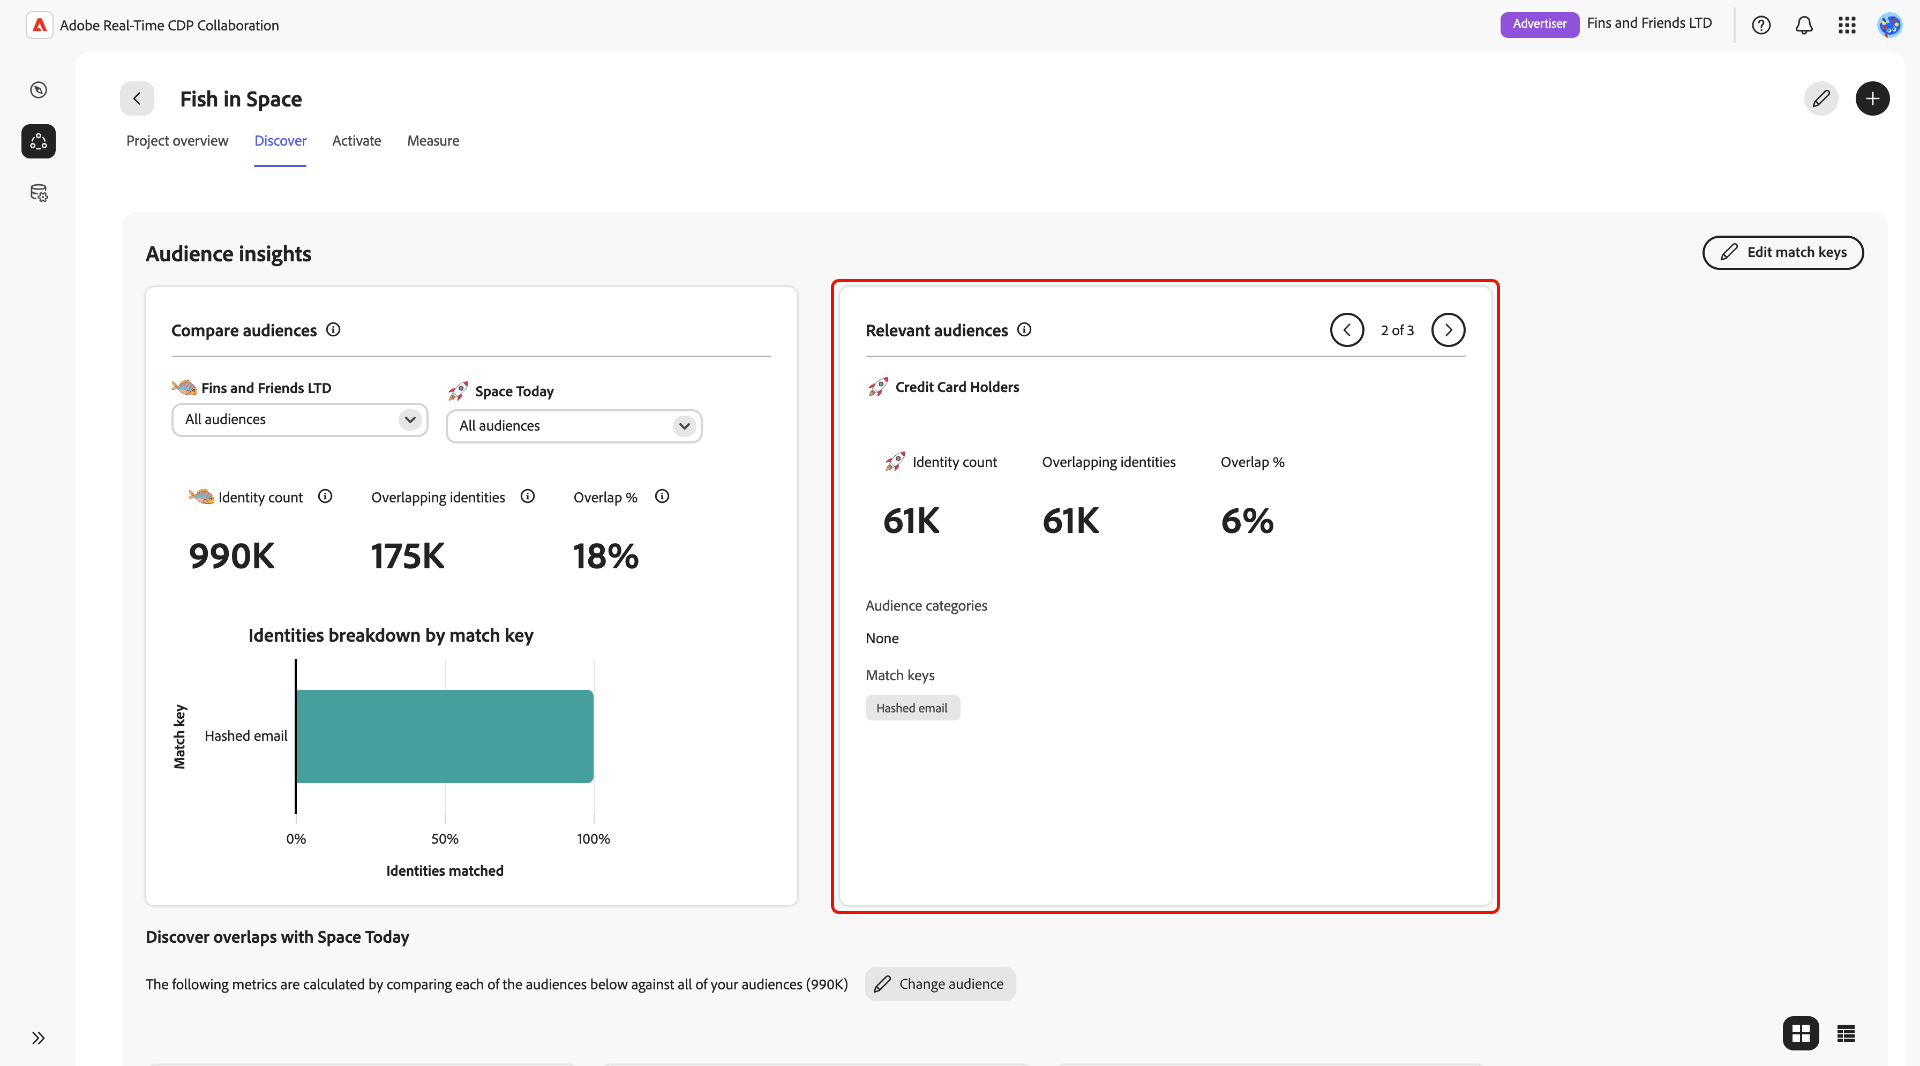 Adobe Real-Time CDP Collaboration
Advertiser
Fins and Friends LTD
Fish in Space
Project overview
Discover
Activate
Measure
Audience insights
Edit match keys
Compare audiences
Fins and Friends LTD
All audiences
Space Today
All audiences
Identity count
Overlapping identities
Overlap %
990K
175K
18%
Identities breakdown by match key
Match key
Hashed email
0%
50%
100%
Identities matched
Relevant audiences
2 of 3
Credit Card Holders
Identity count
Overlapping identities
Overlap %
61K
61K
6%
Audience categories
None
Match keys
Hashed email
Discover overlaps with Space Today
The following metrics are calculated by comparing each of the audiences below against all of your audiences (990K)
Change audience